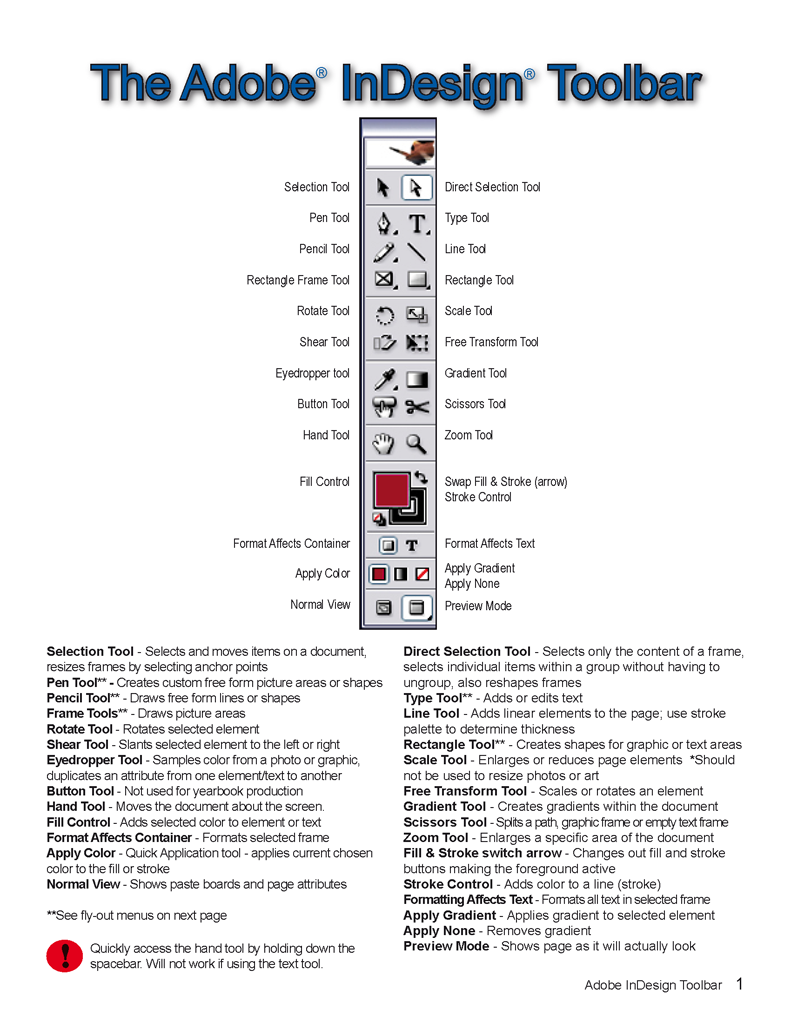 The Adobe® InDesign® Toolbar
Selection Tool
Direct Selection Tool
Pen Tool
Type Tool
Pencil Tool
Line Tool
Rectangle Frame Tool
Rectangle Tool
Rotate Tool
Scale Tool
Shear Tool
Free Transform Tool
Eyedropper tool
Gradient Tool
Button Tool
Scissors Tool
Hand Tool
Zoom Tool
Fill Control
Swap Fill & Stroke (arrow)
Stroke Control
Format Affects Container
Format Affects Text
Apply Color
Apply Gradient
Apply None
Normal View
Preview Mode
Selection Tool - Selects and moves items on a document,
resizes frames by selecting anchor points
Pen Tool** - Creates custom free form picture areas or shapes
Pencil Tool** - Draws free form lines or shapes
Frame Tools** - Draws picture areas
Rotate Tool - Rotates selected element
Shear Tool - Slants selected element to the left or right
Eyedropper Tool - Samples color from a photo or graphic,
duplicates an attribute from one element/text to another
Button Tool - Not used for yearbook production
Hand Tool - Moves the document about the screen.
Fill Control - Adds selected color to element or text
Format Affects Container - Formats selected frame
Apply Color - Quick Application tool - applies current chosen
color to the fill or stroke
Normal View - Shows paste boards and page attributes
**See fly-out menus on next page
! Quickly access the hand tool by holding down the
spacebar. Will not work if using the text tool.
Direct Selection Tool - Selects only the content of a frame,
selects individual items within a group without having to
ungroup, also reshapes frames
Type Tool** - Adds or edits text
Line Tool - Adds linear elements to the page; use stroke
palette to determine thickness
Rectangle Tool** - Creates shapes for graphic or text areas
Scale Tool - Enlarges or reduces page elements *Should
not be used to resize photos or art
Free Transform Tool - Scales or rotates an element
Gradient Tool - Creates gradients within the document
Scissors Tool - Splits a path, graphic frame or empty text frame
Zoom Tool - Enlarges a specific area of the document
Fill & Stroke switch arrow - Changes out fill and stroke
buttons making the foreground active
Stroke Control - Adds color to a line (stroke)
Formatting Affects Text - Formats all text in selected frame
Apply Gradient - Applies gradient to selected element
Apply None - Removes gradient
Preview Mode - Shows page as it will actually look
Adobe InDesign Toolbar 1